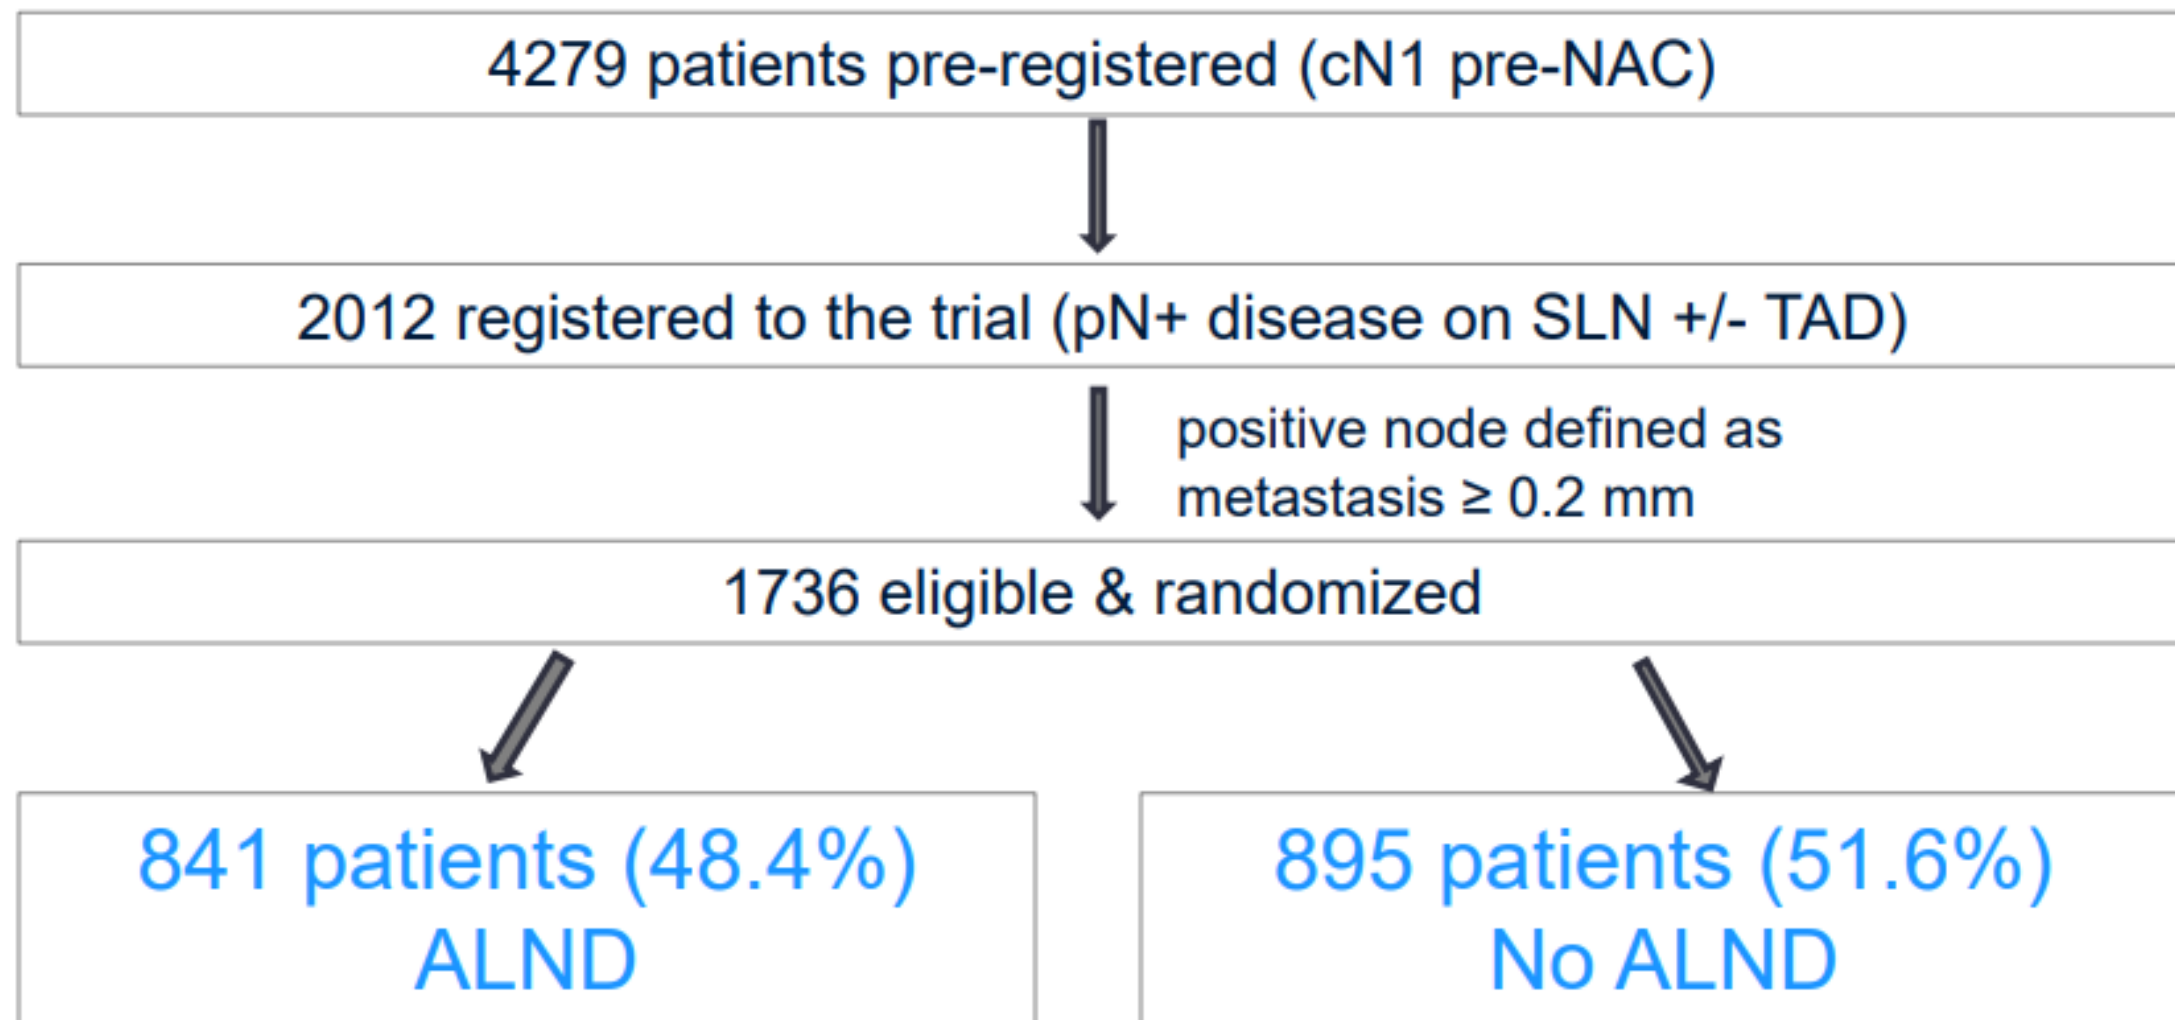 4279 patients pre-registered (cN1 pre-NAC)
2012 registered to the trial (pN+ disease on SLN +/- TAD)
positive node defined as
metastasis ≥ 0.2 mm
1736 eligible & randomized
841 patients (48.4%)
ALND
895 patients (51.6%)
No ALND